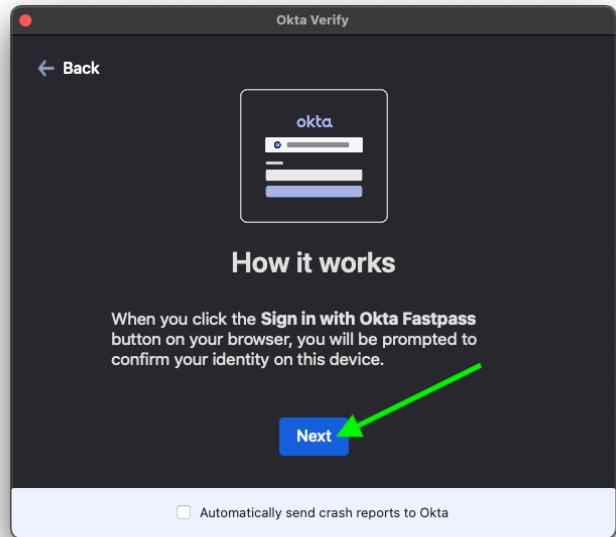 Okta Verify
Back
okta
How it works
When you click the Sign in with Okta Fastpass
button on your browser, you will be prompted to
confirm your identity on this device.
Next
Automatically send crash reports to Okta